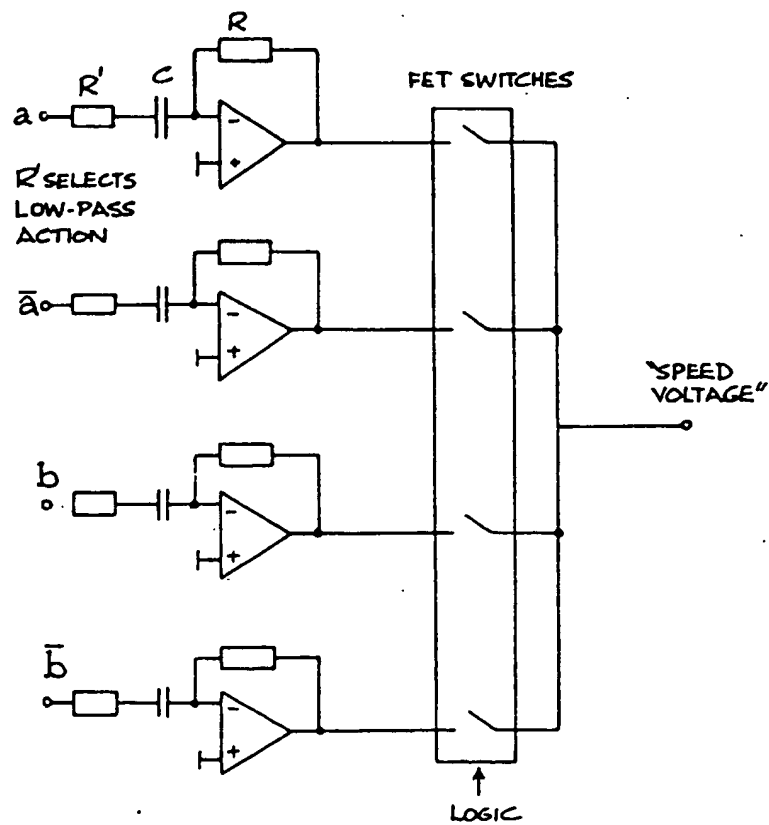 R
R' C
FET SWITCHES
a
- 
+
R' SELECTS
LOW-PASS
ACTION
a̅
-
+
"SPEED
VOLTAGE"
b
-
+
b̅
-
+
LOGIC